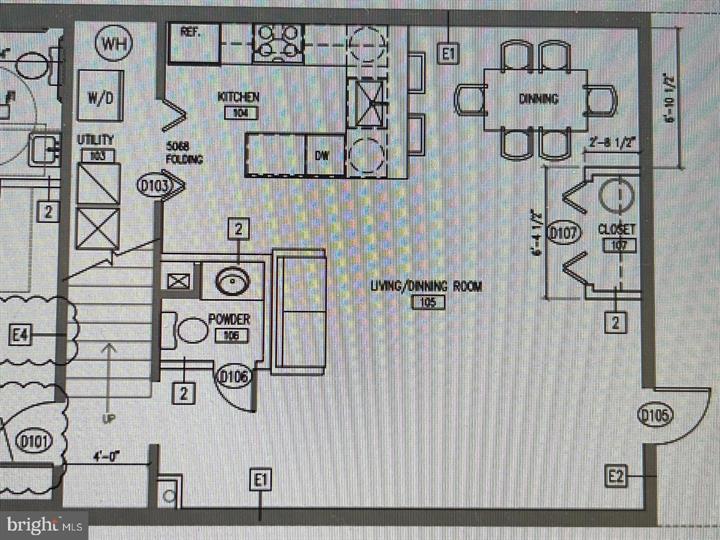 WH
REF.
E1
W/D
KITCHEN
104
DINNING
6'-10 1/2"
UTILITY
103
5068
FOLDING
DW
2'-8 1/2"
D103
2
2
6'-4 1/2"
D107
CLOSET
107
LIVING/DINNING ROOM
105
E4
POWDER
106
2
D106
2
UP
D105
D101
4'-0"
E1
E2
bright MLS